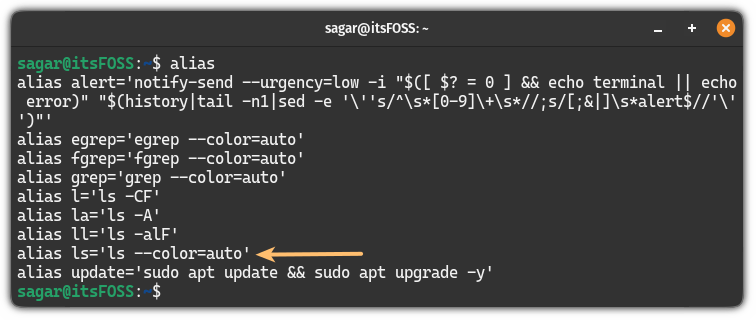 sagar@itsFOSS: ~
sagar@itsFOSS:~$ alias
alias alert='notify-send --urgency=low -i "$([ $? = 0 ] && echo terminal || echo
 error)" "$(history|tail -n1|sed -e '\''s/^\s*[0-9]\+\s*//;s/[;&|]\s*alert$//'\'
')"'
alias egrep='egrep --color=auto'
alias fgrep='fgrep --color=auto'
alias grep='grep --color=auto'
alias l='ls -CF'
alias la='ls -A'
alias ll='ls -alF'
alias ls='ls --color=auto'
alias update='sudo apt update && sudo apt upgrade -y'
sagar@itsFOSS:~$